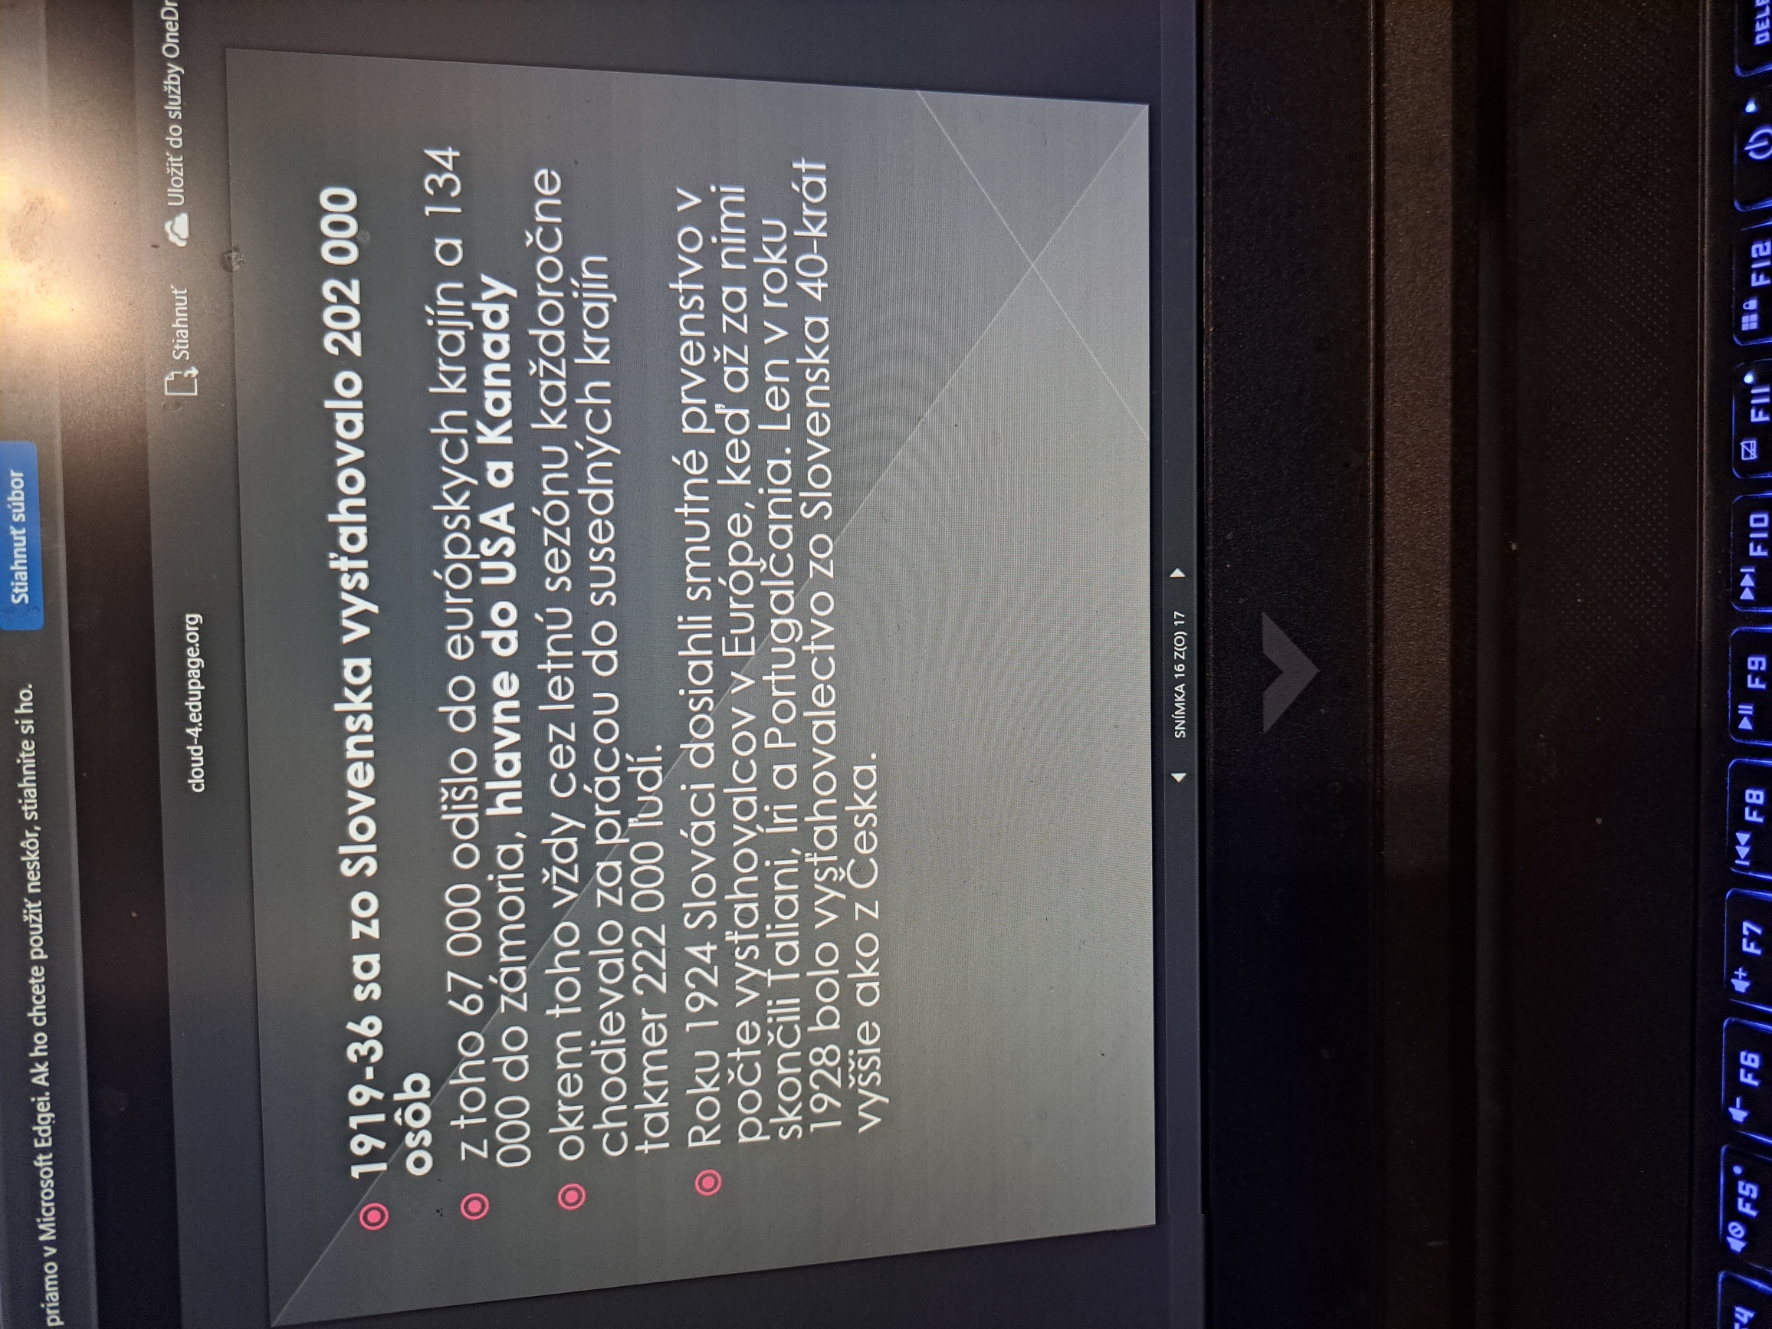 priamo v Microsoft Edgei. Ak ho chcete použiť neskôr, stiahnite si ho.
Stiahnuť súbor
cloud-4.edupage.org
Stiahnuť
Uložiť do služby OneDr
1919-36 sa zo Slovenska vysťahovalo 202 000
osôb
z toho 67 000 odišlo do európskych krajín a 134
000 do zámoria, hlavne do USA a Kanady
okrem toho vždy cez letnú sezónu každoročne
chodievalo za prácou do susedných krajín
takmer 222 000 ľudí.
Roku 1924 Slováci dosiahli smutné prvenstvo v
počte vysťahovalcov v Európe, keď až za nimi
skončili Taliani, Íri a Portugalčania. Len v roku
1928 bolo vysťahovalectvo zo Slovenska 40-krát
vyššie ako z Česka.
SNÍMKA 16 Z(O) 17
F4 F5 F6 F7 F8 F9 F10 F11 F12 DELE